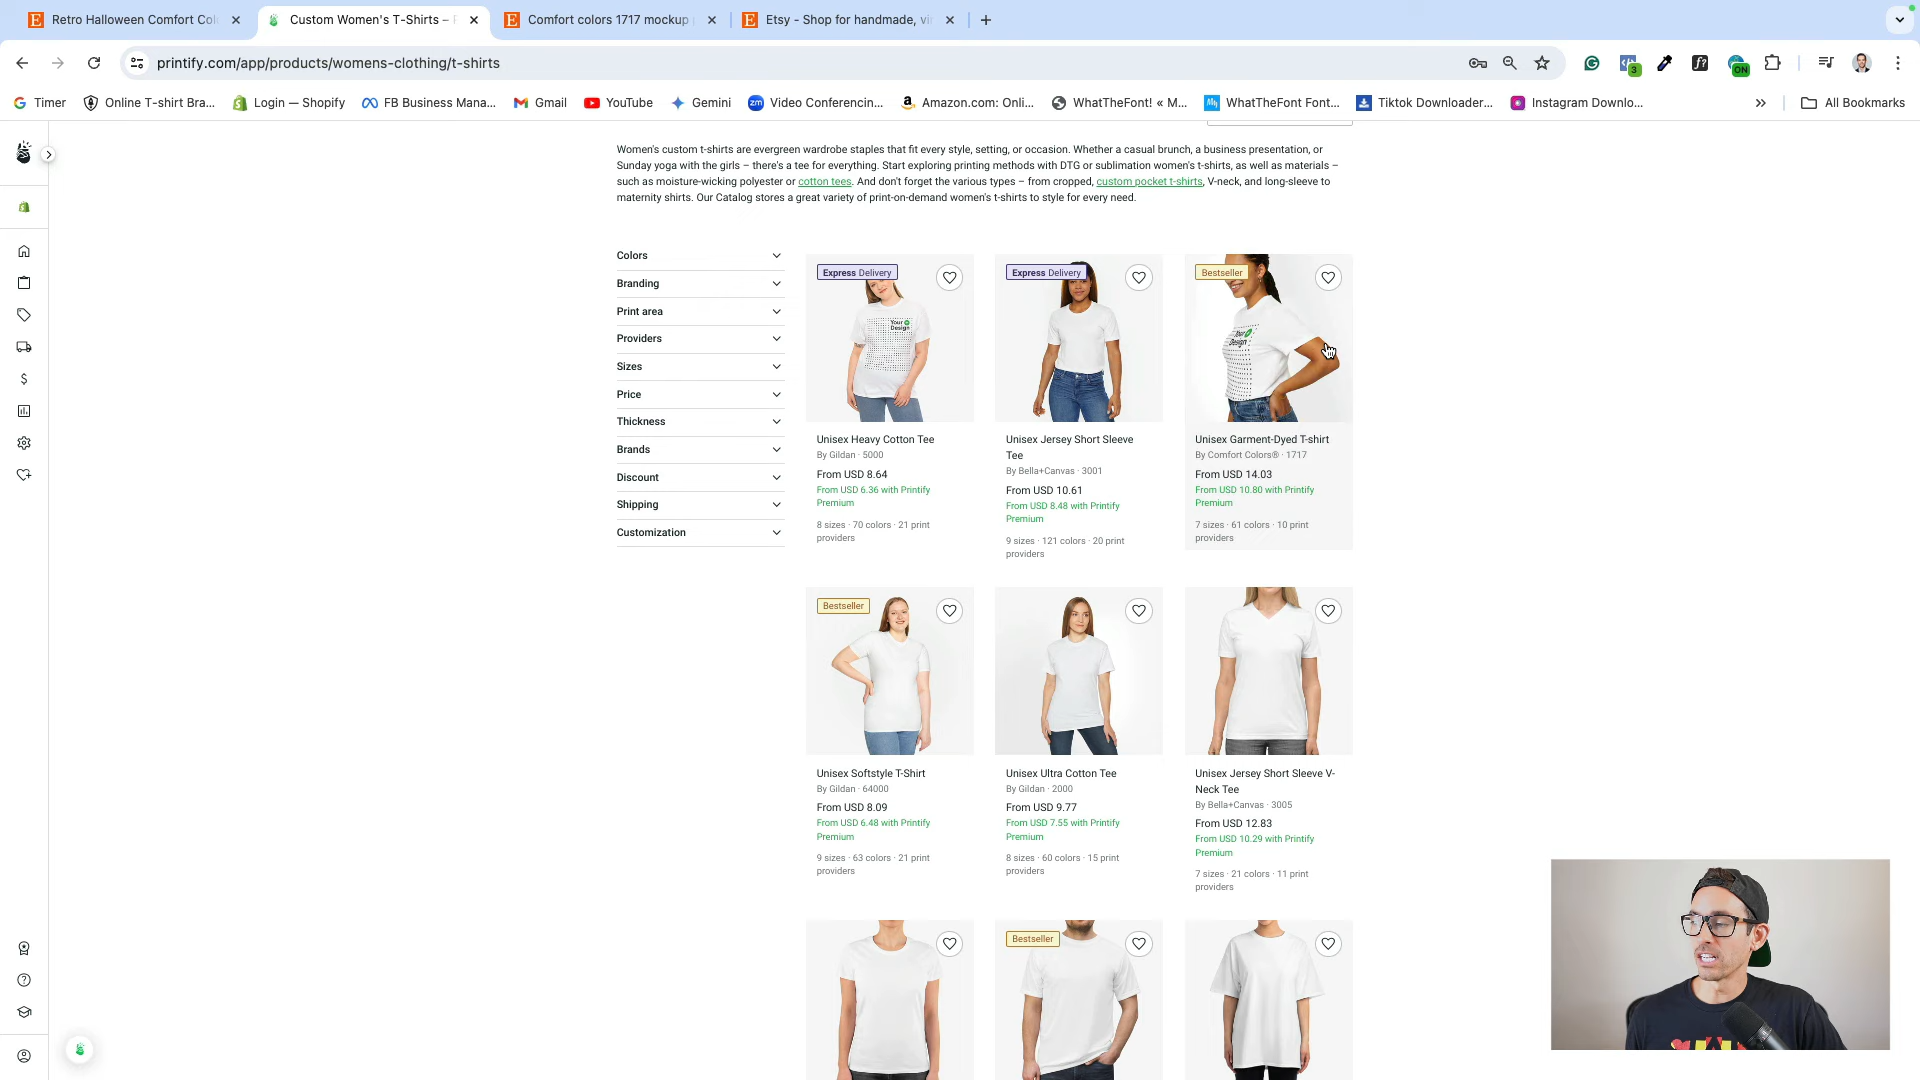 Retro Halloween Comfort Col
Custom Women's T-Shirts –
Comfort colors 1717 mockup
Etsy - Shop for handmade, vi
printify.com/app/products/womens-clothing/t-shirts
3
f?
ON
Timer
Online T-shirt Bra...
Login — Shopify
FB Business Mana...
Gmail
YouTube
Gemini
zm Video Conferencin...
Amazon.com: Onli...
WhatTheFont! « M...
My WhatTheFont Font...
Tiktok Downloader...
Instagram Downlo...
All Bookmarks
Women's custom t-shirts are evergreen wardrobe staples that fit every style, setting, or occasion. Whether a casual brunch, a business presentation, or
Sunday yoga with the girls – there's a tee for everything. Start exploring printing methods with DTG or sublimation women's t-shirts, as well as materials –
such as moisture-wicking polyester or cotton tees. And don't forget the various types – from cropped, custom pocket t-shirts, V-neck, and long-sleeve to
maternity shirts. Our Catalog stores a great variety of print-on-demand women's t-shirts to style for every need.
Colors
Branding
Print area
Providers
Sizes
Price
Thickness
Brands
Discount
Shipping
Customization
Express Delivery
Your
Design
Unisex Heavy Cotton Tee
By Gildan · 5000
From USD 8.64
From USD 6.36 with Printify
Premium
8 sizes · 70 colors · 21 print
providers
Express Delivery
Unisex Jersey Short Sleeve
Tee
By Bella+Canvas · 3001
From USD 10.61
From USD 8.48 with Printify
Premium
9 sizes · 121 colors · 20 print
providers
Bestseller
Your
Design
Unisex Garment-Dyed T-shirt
By Comfort Colors® · 1717
From USD 14.03
From USD 10.80 with Printify
Premium
7 sizes · 61 colors · 10 print
providers
Bestseller
Unisex Softstyle T-Shirt
By Gildan · 64000
From USD 8.09
From USD 6.48 with Printify
Premium
9 sizes · 63 colors · 21 print
providers
Unisex Ultra Cotton Tee
By Gildan · 2000
From USD 9.77
From USD 7.55 with Printify
Premium
8 sizes · 60 colors · 15 print
providers
Unisex Jersey Short Sleeve V-
Neck Tee
By Bella+Canvas · 3005
From USD 12.83
From USD 10.29 with Printify
Premium
7 sizes · 21 colors · 11 print
providers
Bestseller